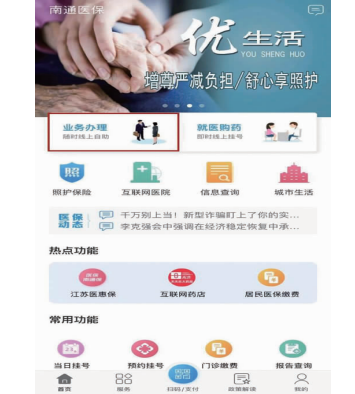 南通医保
优 生活
YOU SHENG HUO
增尊严减负担/舒心享照护
业务办理
随时线上自助
就医购药
即时线上挂号
照
照护保险
互联网医院
信息查询
城市生活
医保动态
千万别上当！新型诈骗盯上了你的实...
李克强会中强调在经济稳定恢复中承...
热点功能
江苏医惠保
互联网药店
居民医保缴费
常用功能
当日挂号
预约挂号
门诊缴费
报告查询
首页
服务
扫码/支付
政策解读
我的